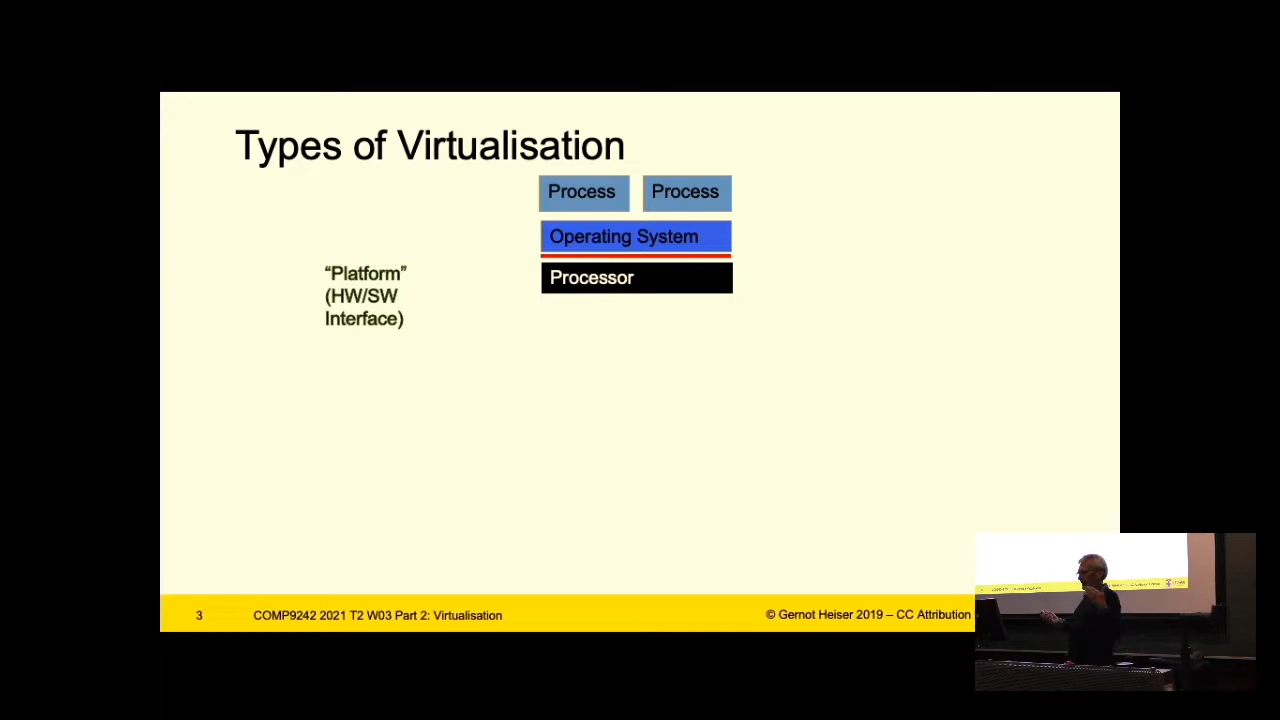 Types of Virtualisation
Process Process
Operating System
Processor
“Platform”
(HW/SW
Interface)
3 COMP9242 2021 T2 W03 Part 2: Virtualisation © Gernot Heiser 2019 – CC Attribution